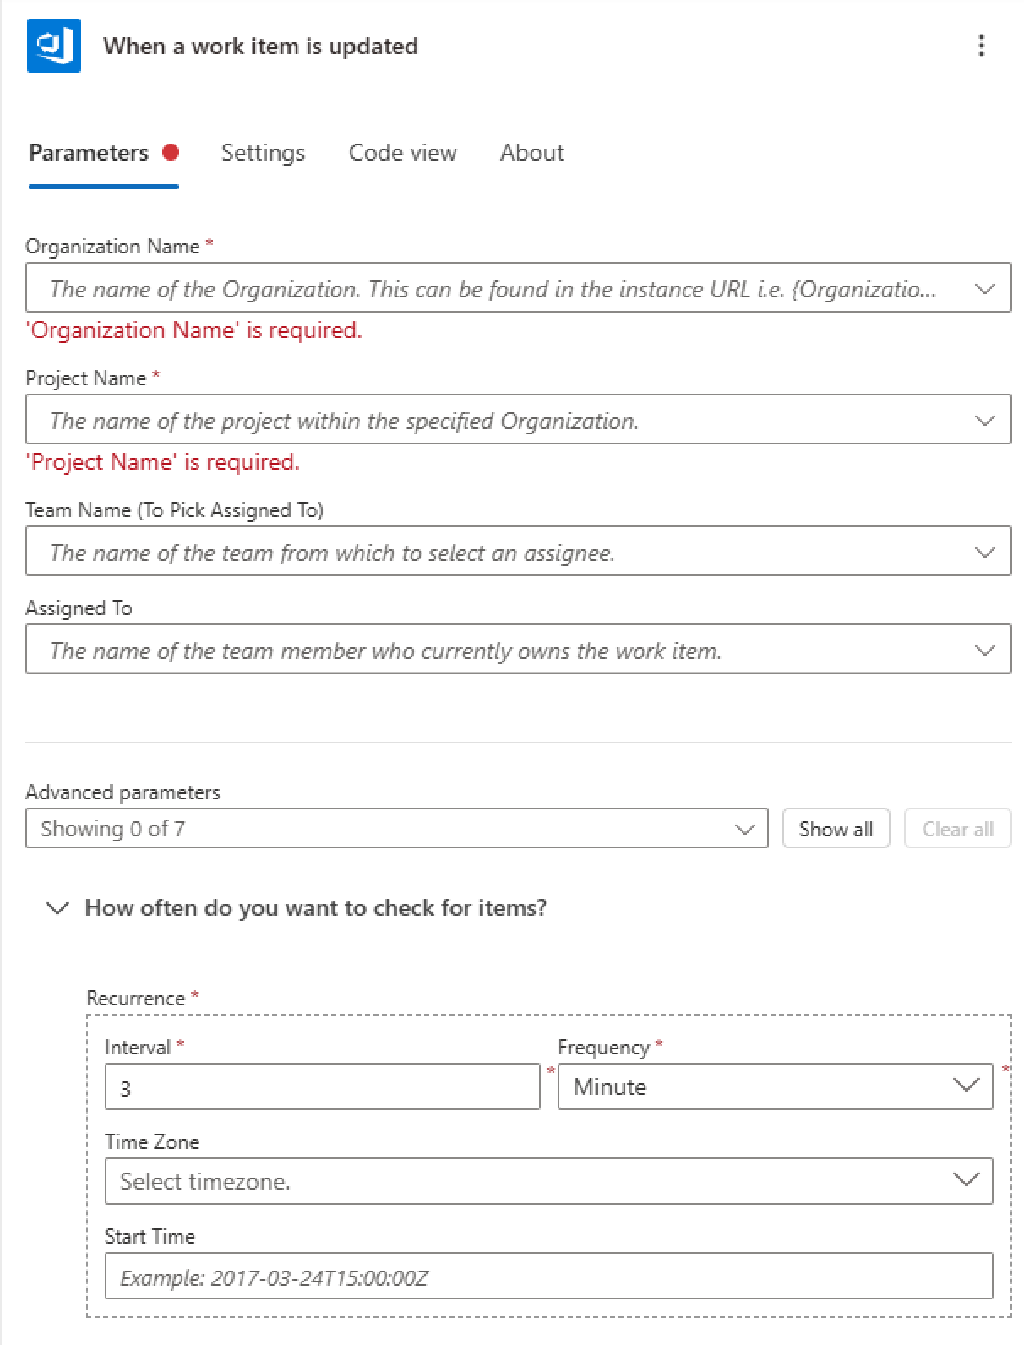 When a work item is updated
Parameters Settings Code view About
Organization Name *
The name of the Organization. This can be found in the instance URL i.e. {Organizatio...
'Organization Name' is required.
Project Name *
The name of the project within the specified Organization.
'Project Name' is required.
Team Name (To Pick Assigned To)
The name of the team from which to select an assignee.
Assigned To
The name of the team member who currently owns the work item.
Advanced parameters
Showing 0 of 7 Show all Clear all
How often do you want to check for items?
Recurrence *
Interval * Frequency *
3 * Minute *
Time Zone
Select timezone.
Start Time
Example: 2017-03-24T15:00:00Z